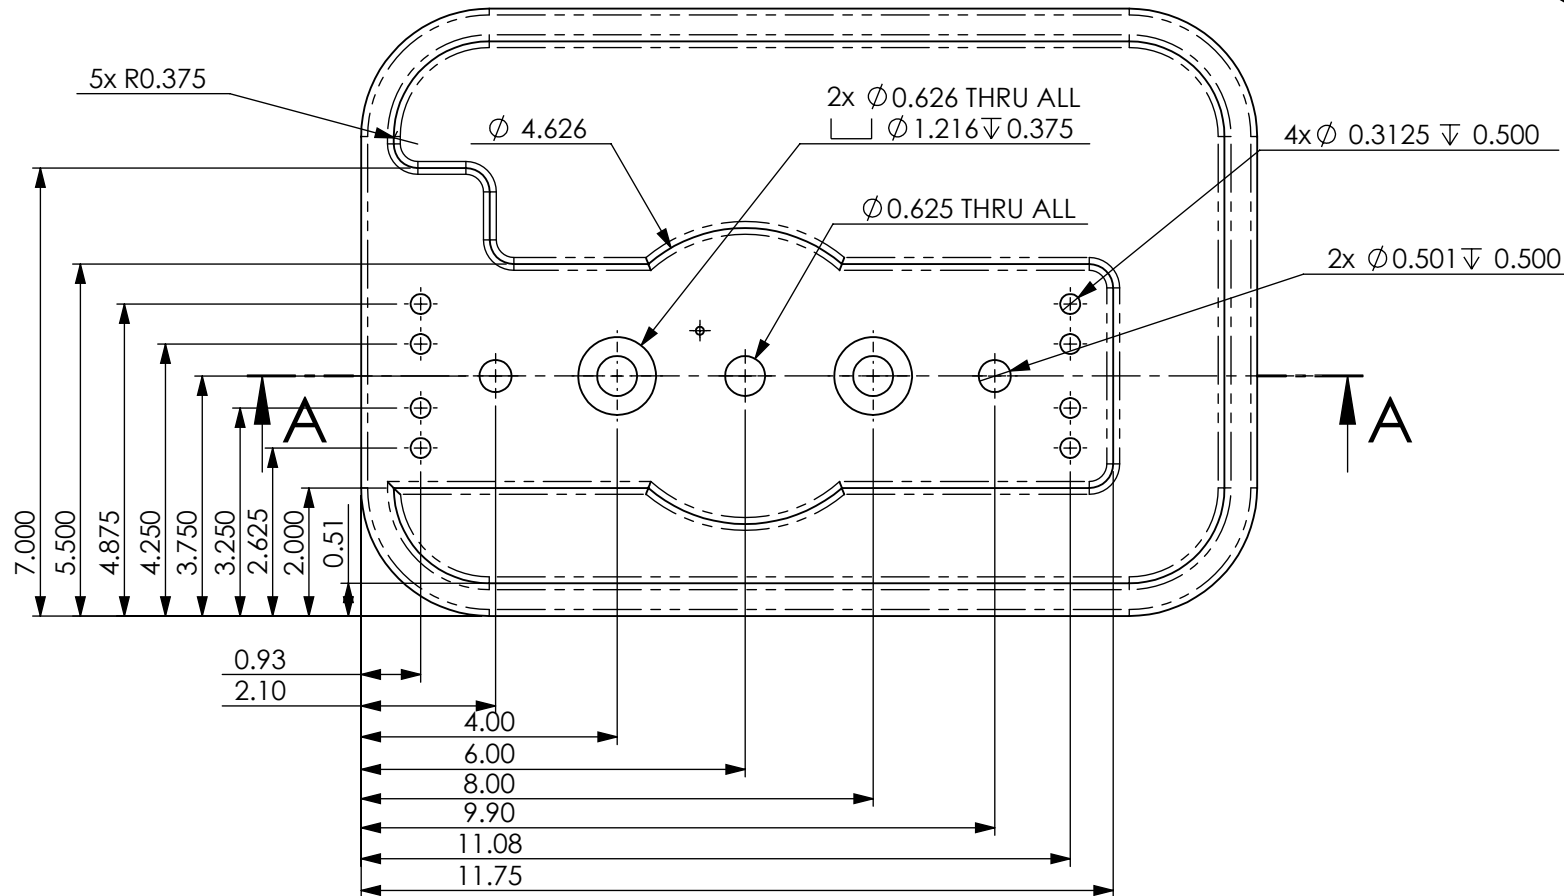 5x R0.375
2x ⌀0.626 THRU ALL
⌴ ⌀1.216↧0.375
⌀ 4.626
4x⌀ 0.3125 ↧ 0.500
⌀0.625 THRU ALL
2x ⌀0.501↧ 0.500
A
A
7.000
5.500
4.875
4.250
3.750
3.250
2.625
2.000
0.51
0.93
2.10
4.00
6.00
8.00
9.90
11.08
11.75